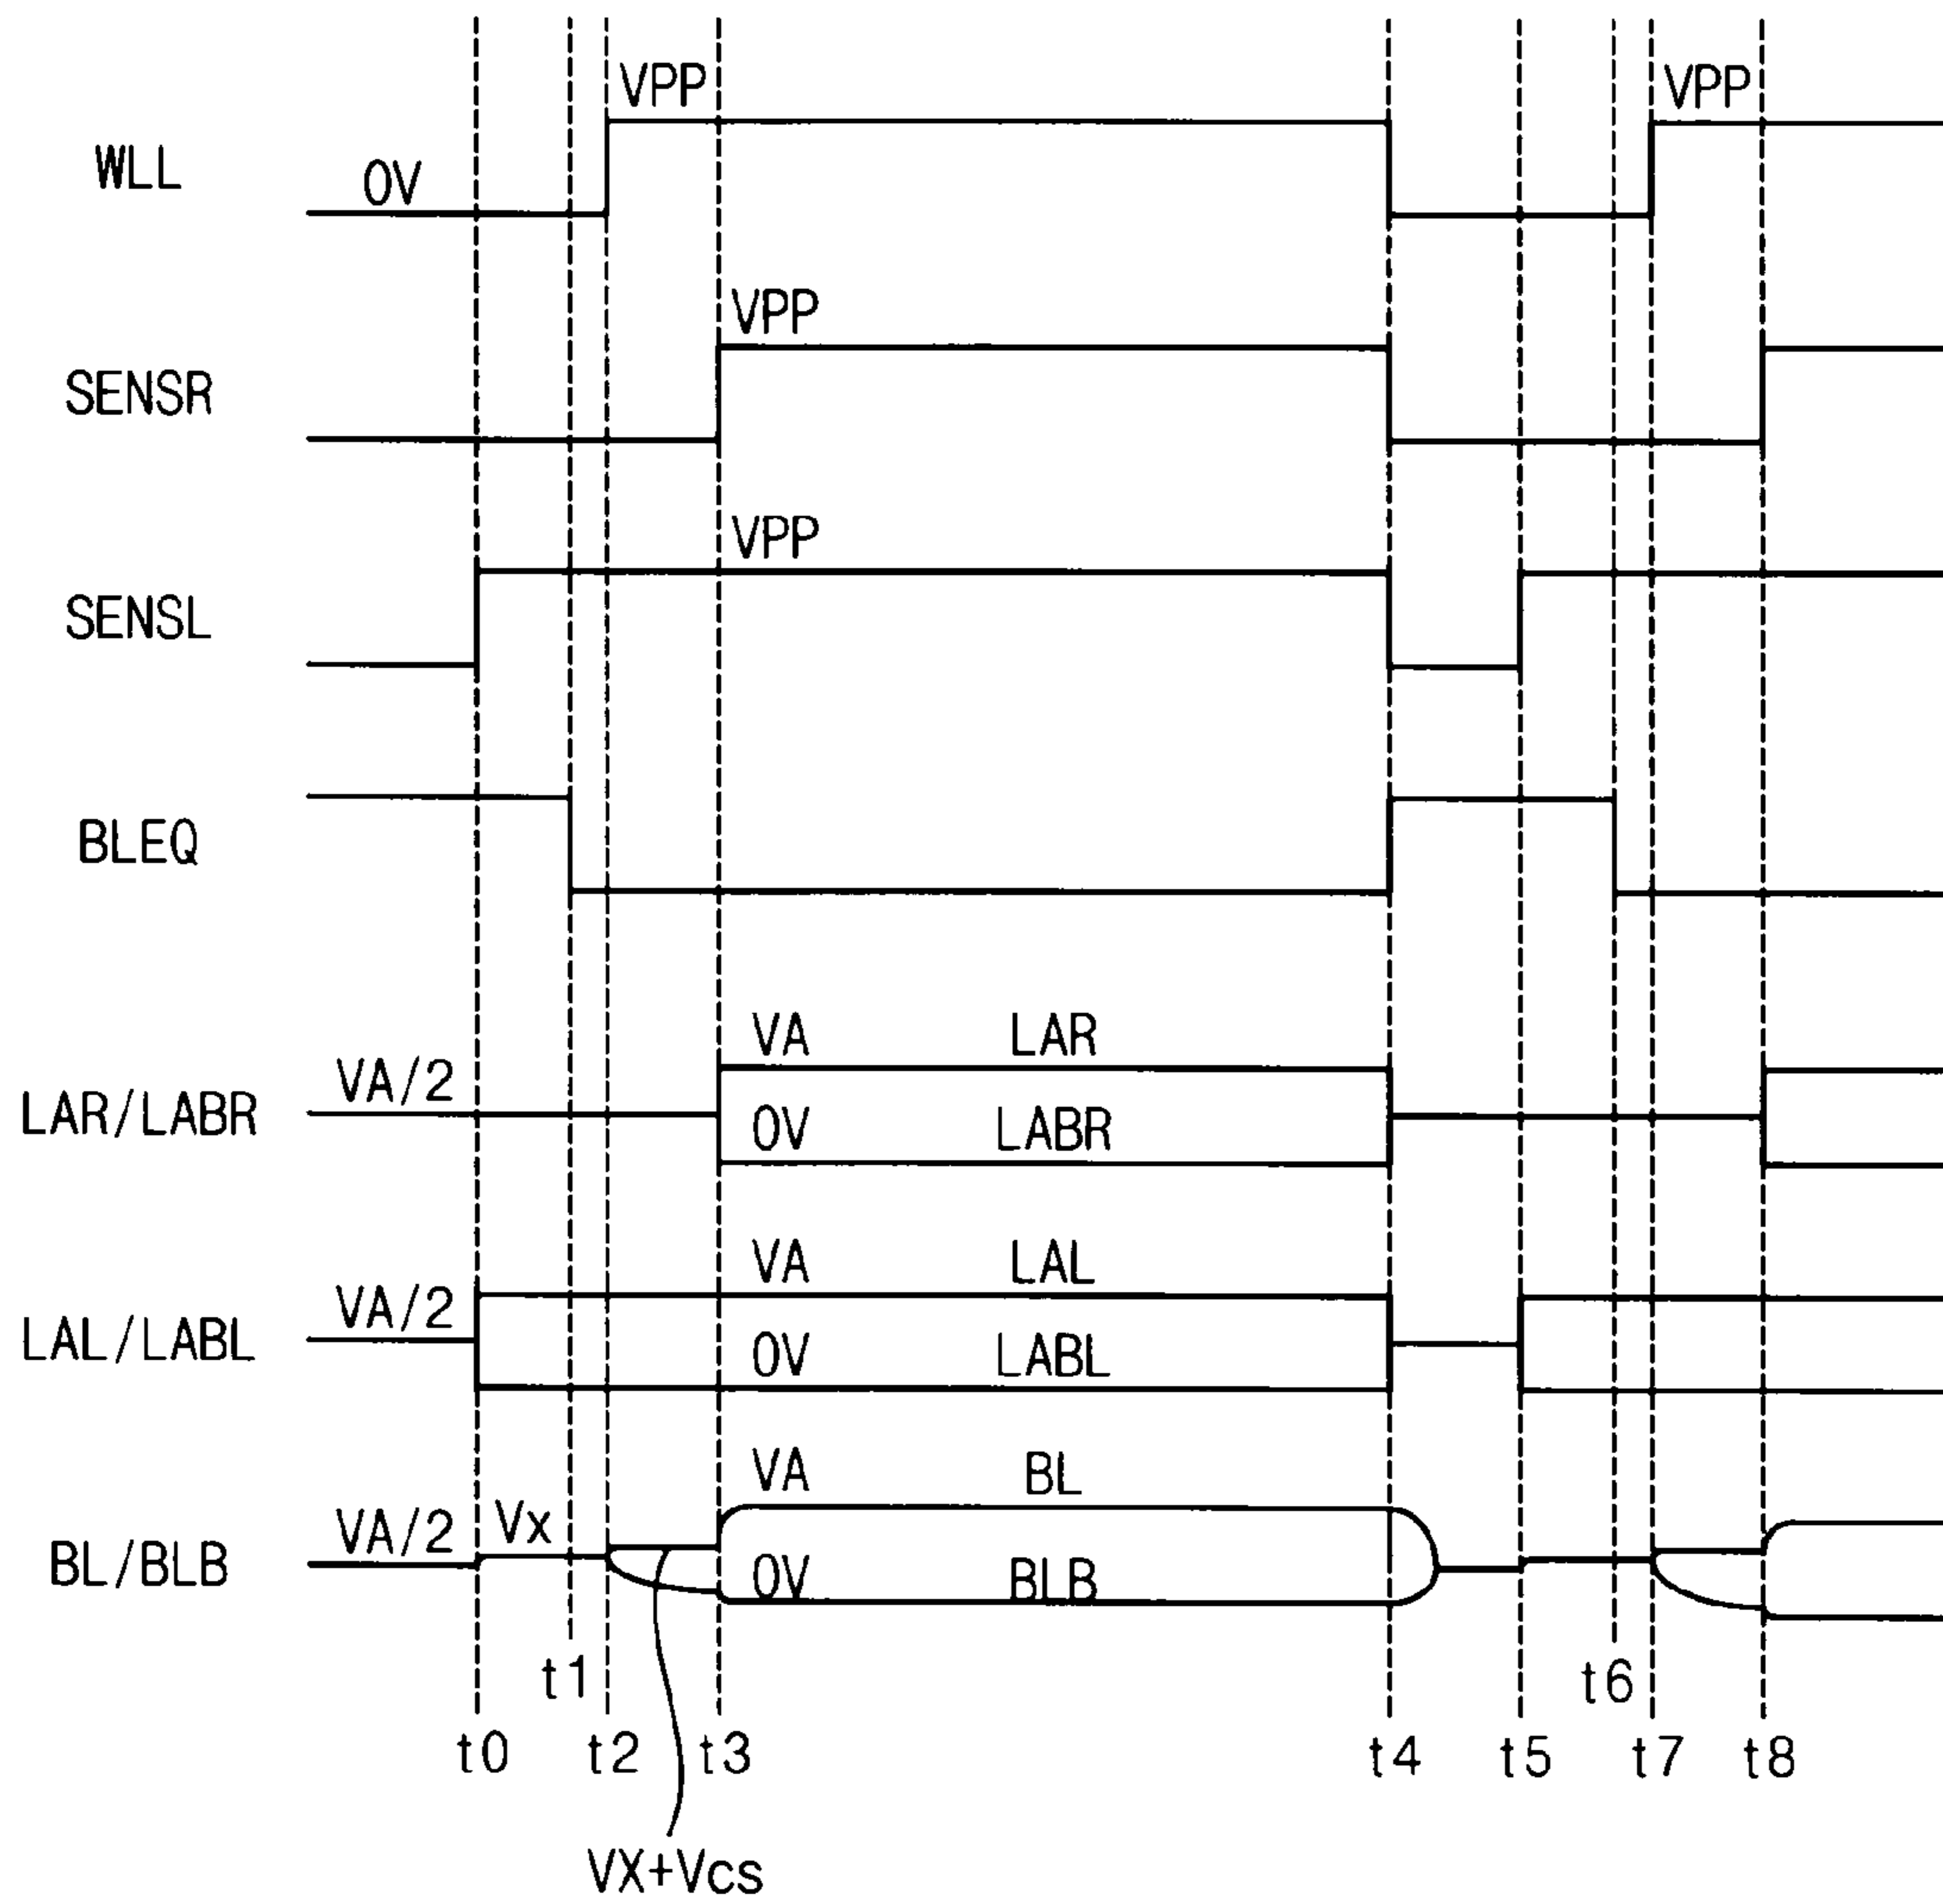 VPP VPP
WLL 0V
VPP
SENSR
VPP
SENSL
BLEQ
VA LAR
VA/2
LAR/LABR 0V LABR
VA LAL
VA/2
LAL/LABL 0V LABL
VA BL
VA/2 Vx
BL/BLB 0V BLB
t1 t6
t0 t2 t3 t4 t5 t7 t8
VX+VCS